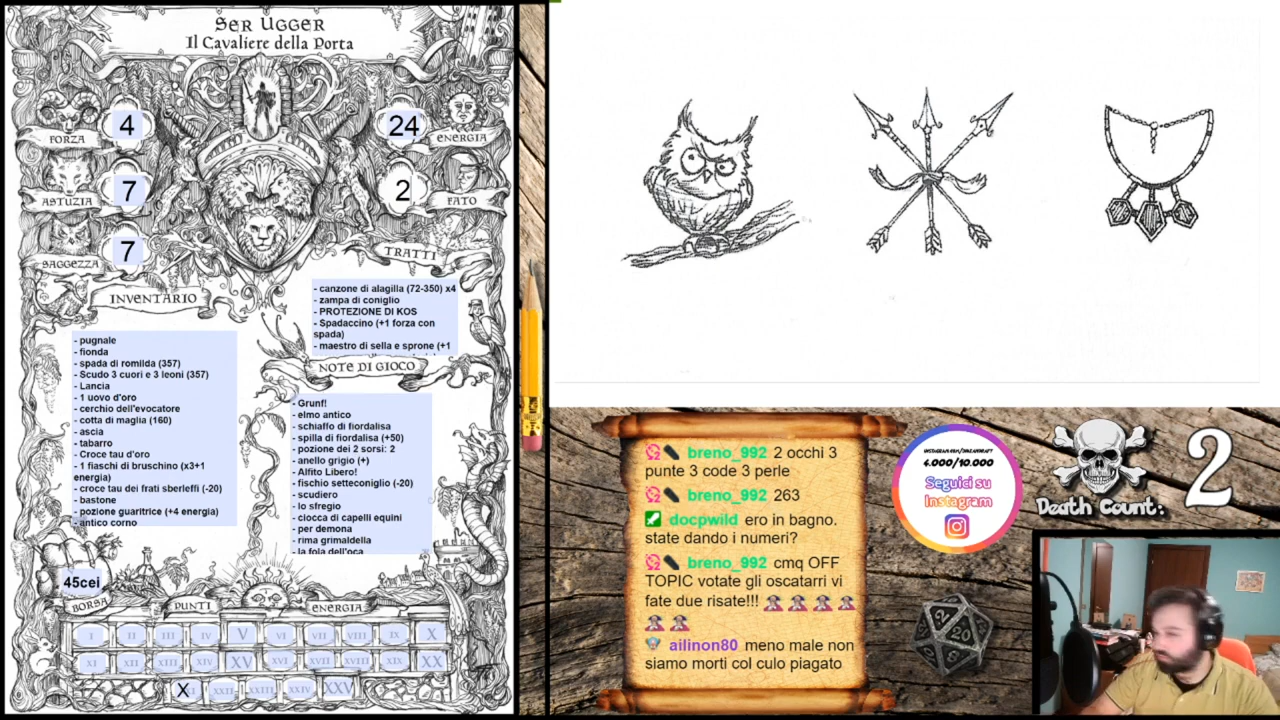 Ser Ugger
Il Cavaliere della Porta
FORZA
4
24
ENERGIA
ASTUZIA
7
2
FATO
SAGGEZZA
7
TRATTI
INVENTARIO
- canzone di alagilla (72-350) x4
- zampa di coniglio
- PROTEZIONE DI KOS
- Spadaccino (+1 forza con
spada)
- maestro di sella e sprone (+1
NOTE DI GIOCO
- pugnale
- fionda
- spada di romilda (357)
- Scudo 3 cuori e 3 leoni (357)
- Lancia
- 1 uovo d'oro
- cerchio dell'evocatore
- cotta di maglia (160)
- ascia
- tabarro
- Croce tau d'oro
- 1 fiaschi di bruschino (x3+1
energia)
- croce tau dei frati sberleffi (-20)
- bastone
- pozione guaritrice (+4 energia)
- antico corno
- Grunf!
- elmo antico
- schiaffo di fiordalisa
- spilla di fiordalisa (+50)
- pozione dei 2 sorsi: 2
- anello grigio (+)
- Alfito Libero!
- fischio setteconiglio (-20)
- scudiero
- lo sfregio
- ciocca di capelli equini
- per demona
- rima grimaldella
- la fola dell'oca
45cei
BORSA
PUNTI
ENERGIA
I II III IV V VI VII VIII IX X
XI XII XIII XIV XV XVI XVII XVIII XIX XX
X XXII XXIII XXIV XXV
breno_992 2 occhi 3
punte 3 code 3 perle
breno_992 263
docpwild ero in bagno.
state dando i numeri?
breno_992 cmq OFF
TOPIC votate gli oscatarri vi
fate due risate!!!
ailinon80 meno male non
siamo morti col culo piagato
4.000/10.000
Seguici su
Instagram
Death Count:
2
20